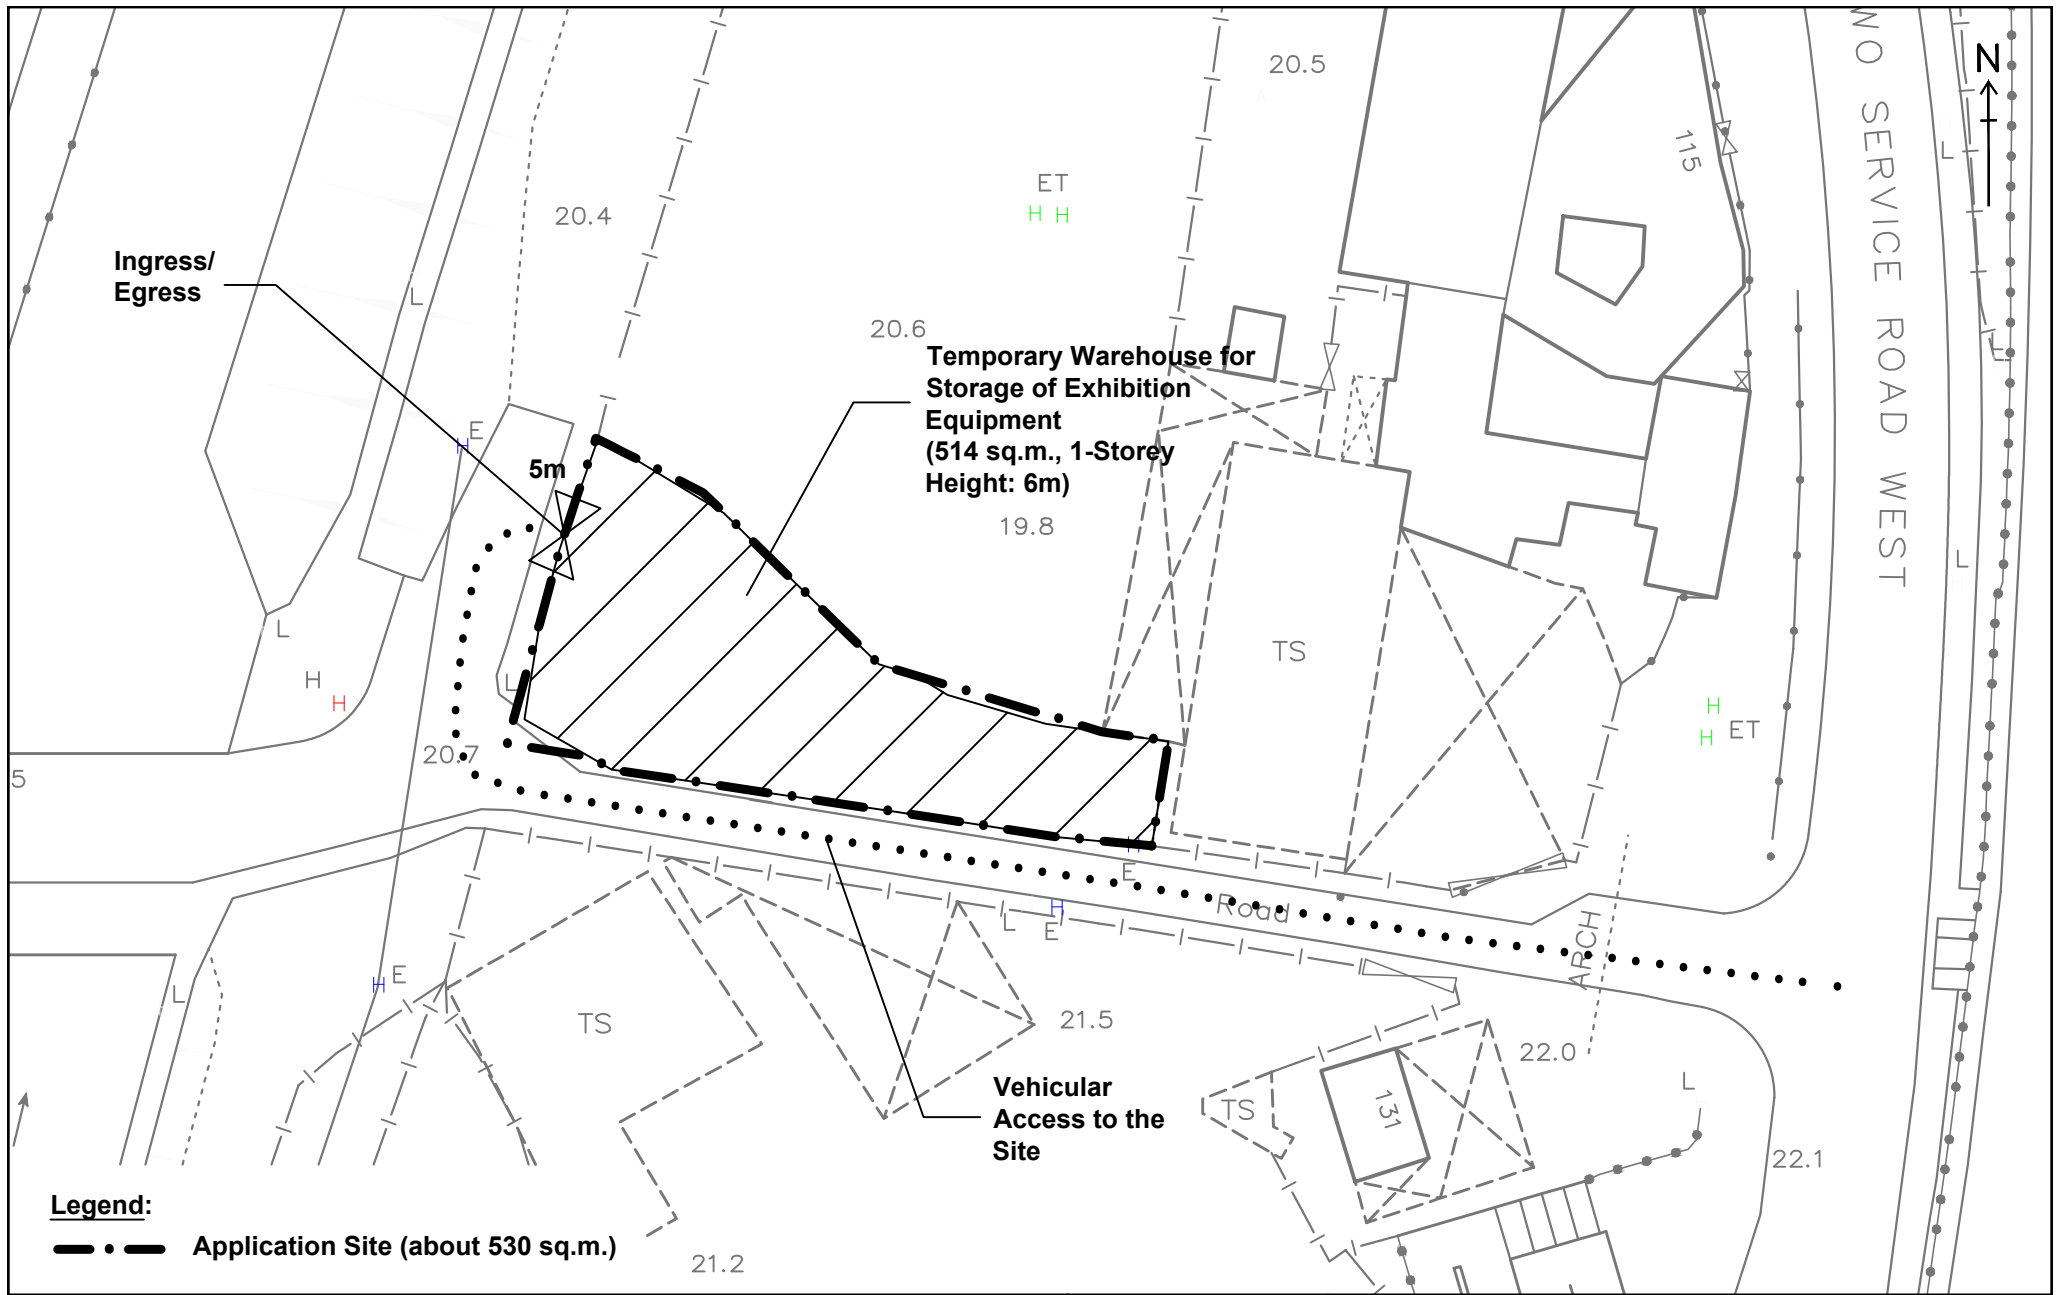 20.5
N
WO SERVICE ROAD WEST
115
L
ET
H H
20.4
Ingress/
Egress
L
20.6
Temporary Warehouse for
Storage of Exhibition
Equipment
(514 sq.m., 1-Storey
Height: 6m)
L
E
H
5m
19.8
L
L
TS
L
H
H
H
H
ET
20.7
5
H
E
Road
H
L
E
ARCH
H
E
L
TS
21.5
22.0
Vehicular
Access to the
Site
L
TS
131
22.1
Legend:
Application Site (about 530 sq.m.)
21.2